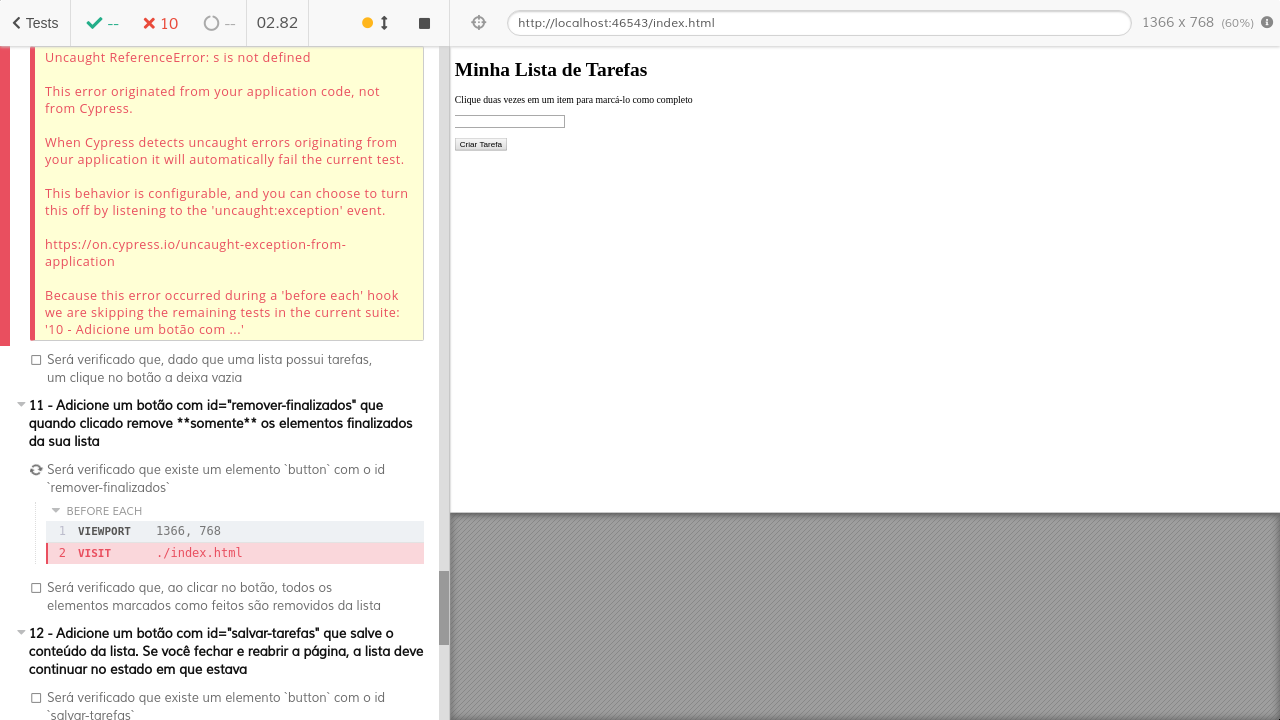 Tests
--
10
--
02.82
http://localhost:46543/index.html
1366 x 768 (60%)
Uncaught ReferenceError: s is not defined
This error originated from your application code, not
from Cypress.
When Cypress detects uncaught errors originating from
your application it will automatically fail the current test.
This behavior is configurable, and you can choose to turn
this off by listening to the 'uncaught:exception' event.
https://on.cypress.io/uncaught-exception-from-
application
Because this error occurred during a 'before each' hook
we are skipping the remaining tests in the current suite:
'10 - Adicione um botão com ...'
Será verificado que, dado que uma lista possui tarefas,
um clique no botão a deixa vazia
11 - Adicione um botão com id="remover-finalizados" que
quando clicado remove **somente** os elementos finalizados
da sua lista
Será verificado que existe um elemento `button` com o id
`remover-finalizados`
BEFORE EACH
1 VIEWPORT 1366, 768
2 VISIT ./index.html
Será verificado que, ao clicar no botão, todos os
elementos marcados como feitos são removidos da lista
12 - Adicione um botão com id="salvar-tarefas" que salve o
conteúdo da lista. Se você fechar e reabrir a página, a lista deve
continuar no estado em que estava
Será verificado que existe um elemento `button` com o id
`salvar-tarefas`
Minha Lista de Tarefas
Clique duas vezes em um item para marcá-lo como completo
Criar Tarefa